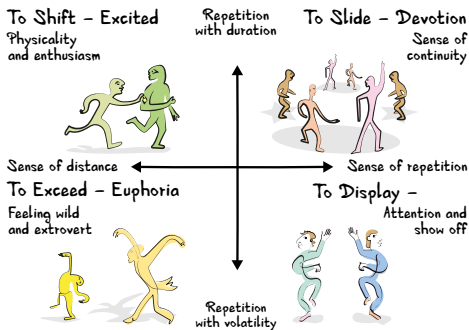 To Shift – Excited
Physicality
and enthusiasm
Repetition
with duration
To Slide – Devotion
Sense of
continuity
Sense of distance
Sense of repetition
To Exceed – Euphoria
Feeling wild
and extrovert
To Display –
Attention and
show off
Repetition
with volatility